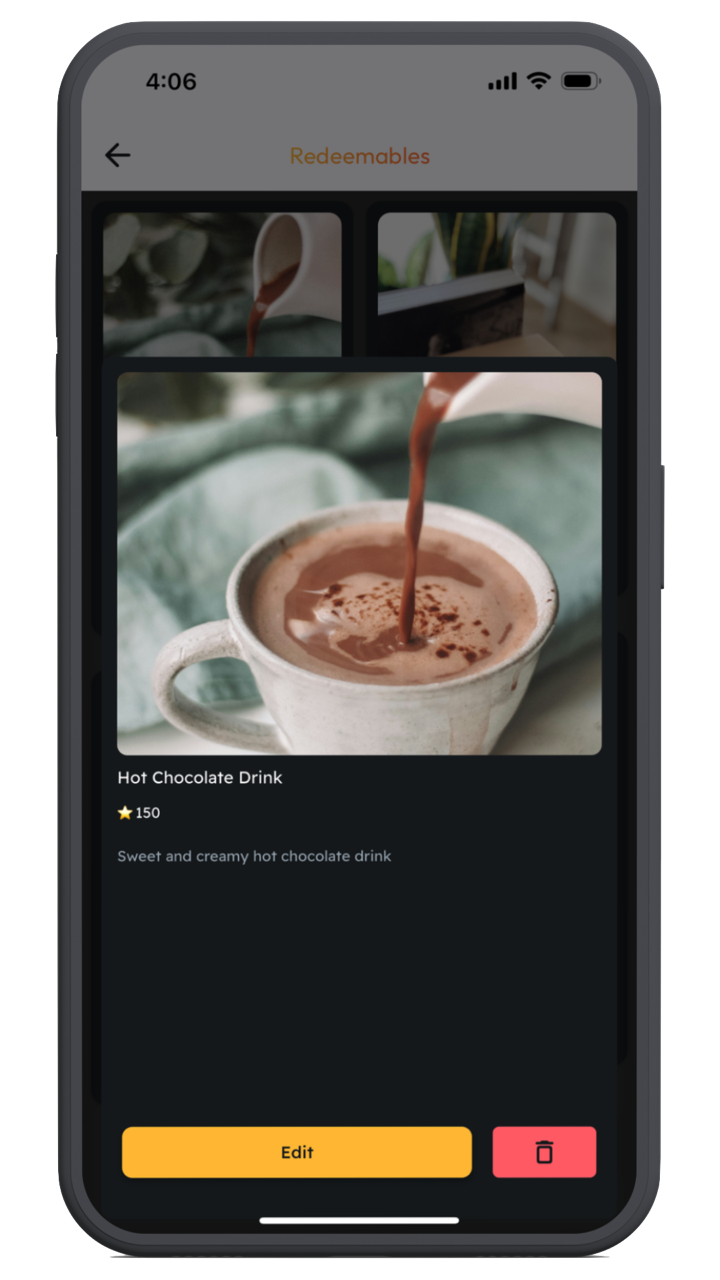 4:06
Redeemables
Hot Chocolate Drink
⭐150
Sweet and creamy hot chocolate drink
Edit